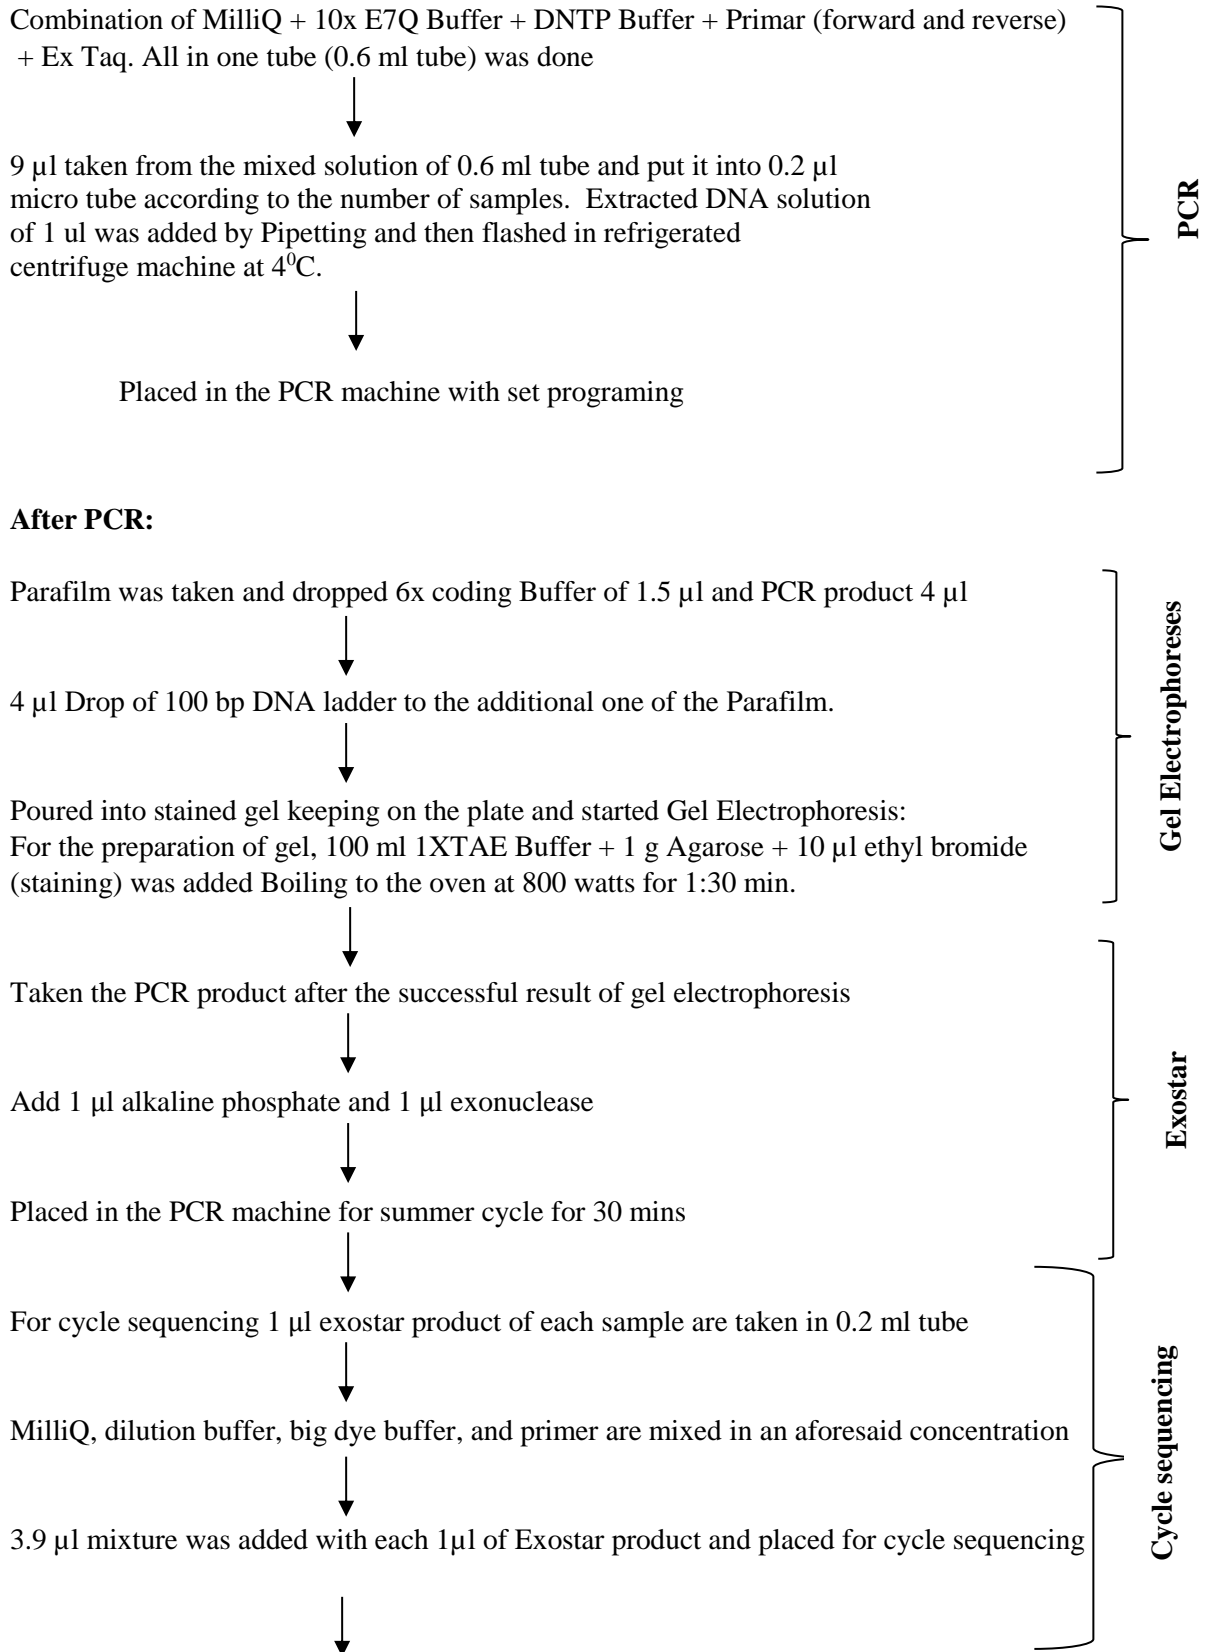 Combination of MilliQ + 10x E7Q Buffer + DNTP Buffer + Primar (forward and reverse)
+ Ex Taq. All in one tube (0.6 ml tube) was done
9 µl taken from the mixed solution of 0.6 ml tube and put it into 0.2 µl
micro tube according to the number of samples.  Extracted DNA solution
of 1 ul was added by Pipetting and then flashed in refrigerated
centrifuge machine at 4⁰C.
Placed in the PCR machine with set programing
PCR
After PCR:
Parafilm was taken and dropped 6x coding Buffer of 1.5 µl and PCR product 4 µl
4 µl Drop of 100 bp DNA ladder to the additional one of the Parafilm.
Poured into stained gel keeping on the plate and started Gel Electrophoresis:
For the preparation of gel, 100 ml 1XTAE Buffer + 1 g Agarose + 10 µl ethyl bromide
(staining) was added Boiling to the oven at 800 watts for 1:30 min.
Gel Electrophoreses
Taken the PCR product after the successful result of gel electrophoresis
Add 1 µl alkaline phosphate and 1 µl exonuclease
Placed in the PCR machine for summer cycle for 30 mins
Exostar
For cycle sequencing 1 µl exostar product of each sample are taken in 0.2 ml tube
MilliQ, dilution buffer, big dye buffer, and primer are mixed in an aforesaid concentration
3.9 µl mixture was added with each 1µl of Exostar product and placed for cycle sequencing
Cycle sequencing